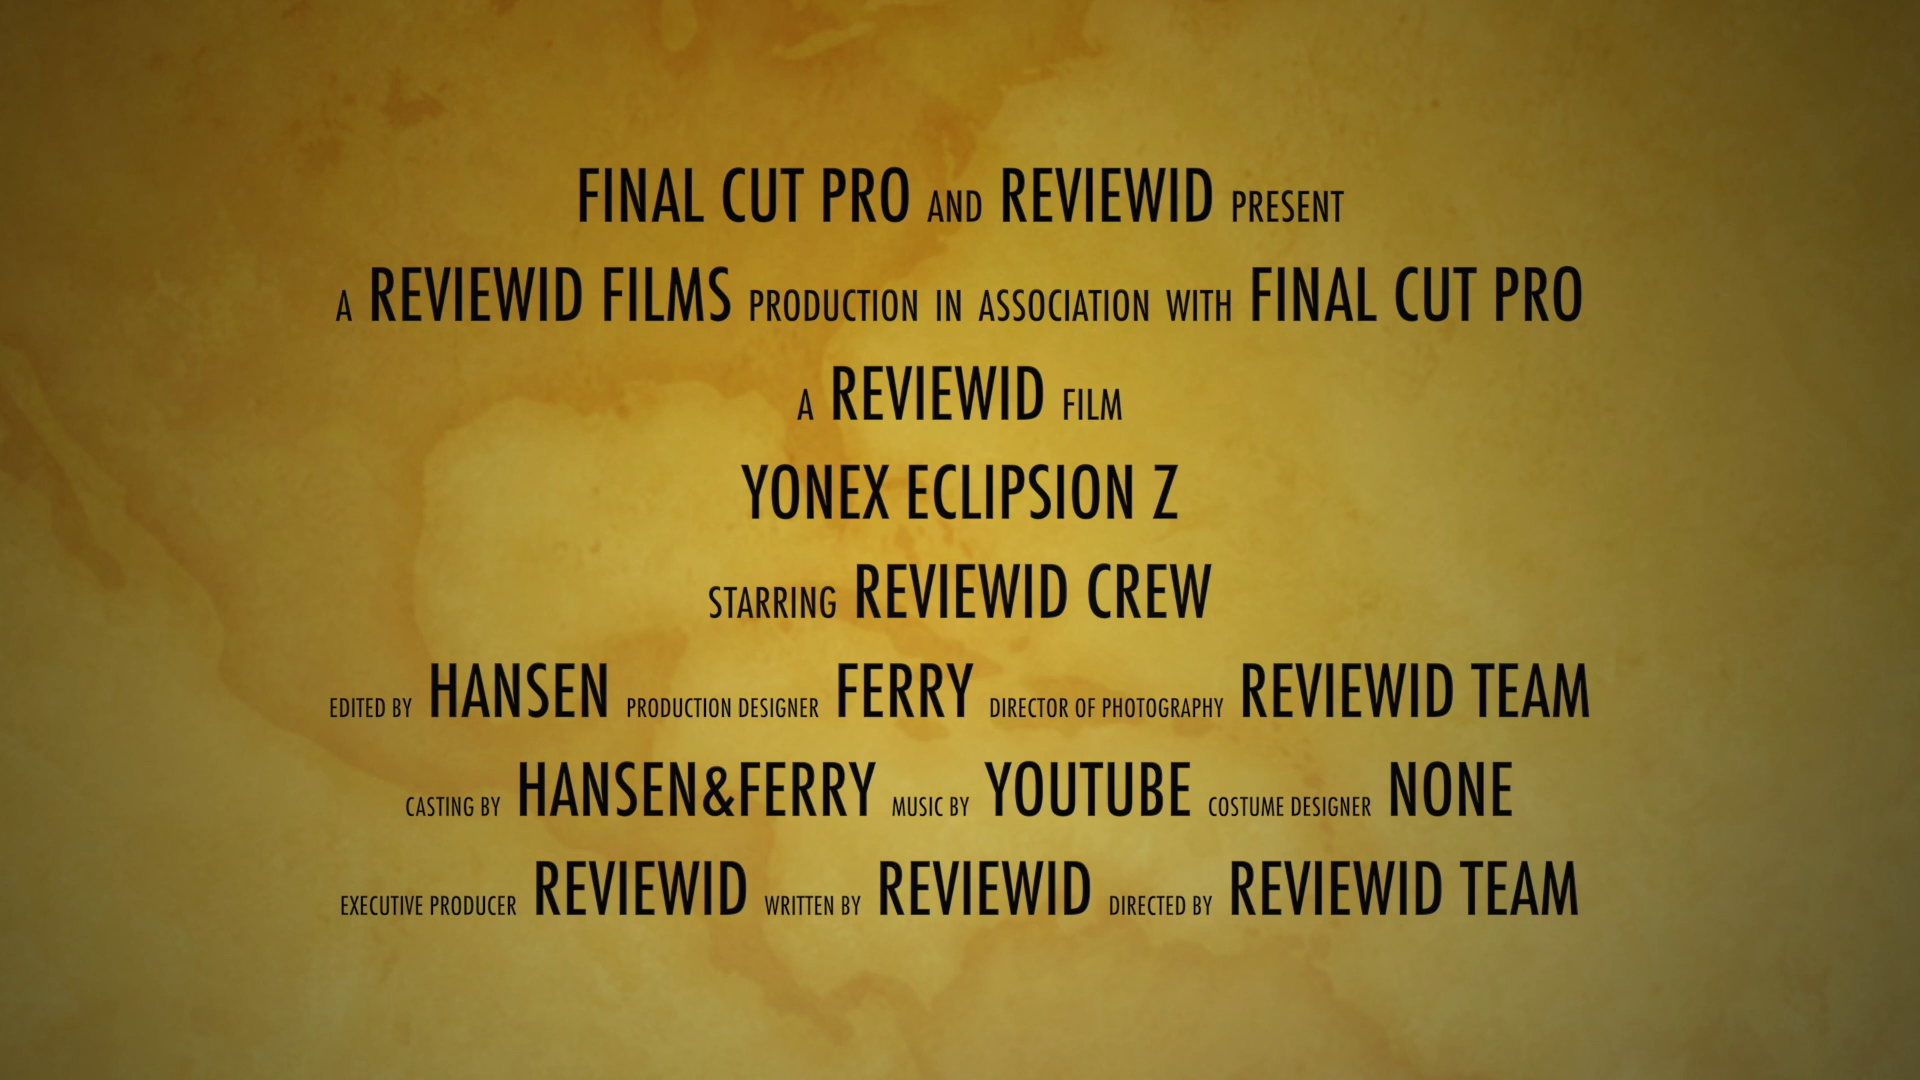 FINAL CUT PRO AND REVIEWID PRESENT
A REVIEWID FILMS PRODUCTION IN ASSOCIATION WITH FINAL CUT PRO
A REVIEWID FILM
YONEX ECLIPSION Z
STARRING REVIEWID CREW
EDITED BY HANSEN PRODUCTION DESIGNER FERRY DIRECTOR OF PHOTOGRAPHY REVIEWID TEAM
CASTING BY HANSEN&FERRY MUSIC BY YOUTUBE COSTUME DESIGNER NONE
EXECUTIVE PRODUCER REVIEWID WRITTEN BY REVIEWID DIRECTED BY REVIEWID TEAM